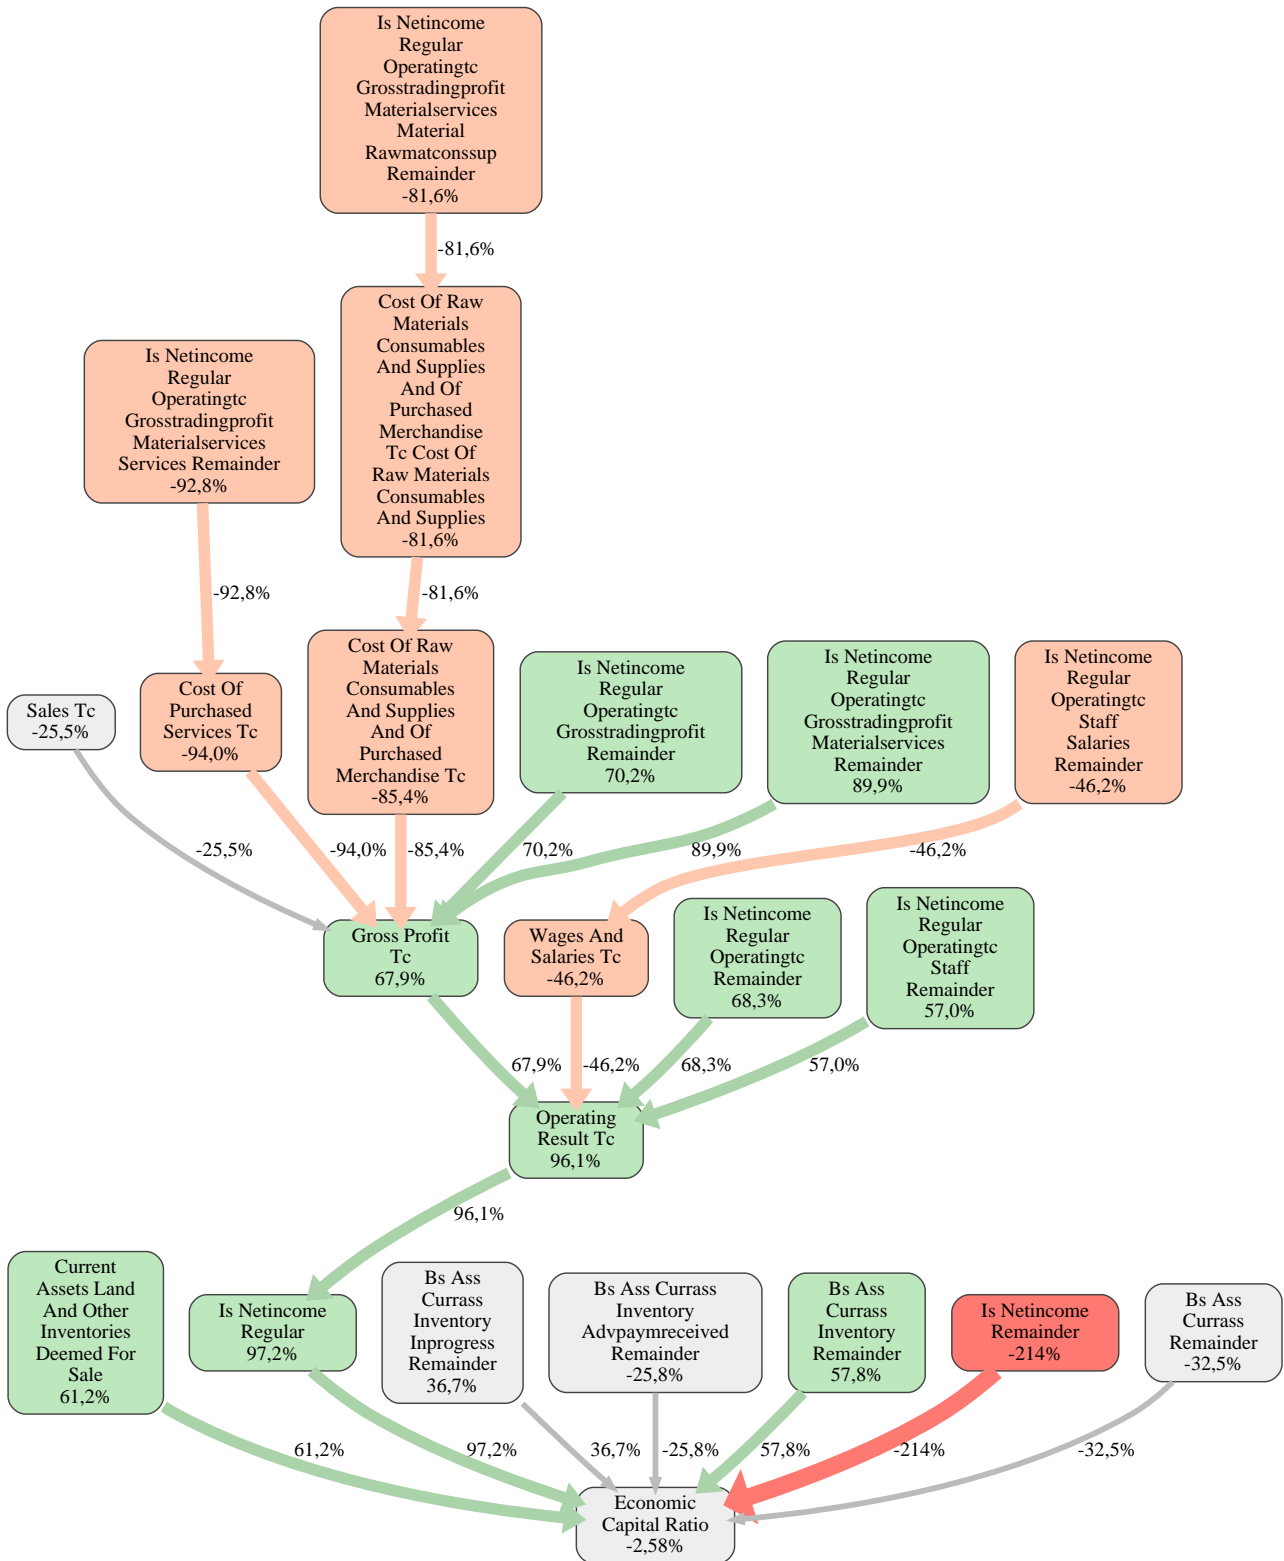 Is Netincome
Regular
Operatingtc
Grosstradingprofit
Materialservices
Material
Rawmatconssup
Remainder
-81,6%
-81,6%
Cost Of Raw
Materials
Consumables
And Supplies
And Of
Purchased
Merchandise
Tc Cost Of
Raw Materials
Consumables
And Supplies
-81,6%
Is Netincome
Regular
Operatingtc
Grosstradingprofit
Materialservices
Services Remainder
-92,8%
-92,8%
-81,6%
Sales Tc
-25,5%
Cost Of
Purchased
Services Tc
-94,0%
Cost Of Raw
Materials
Consumables
And Supplies
And Of
Purchased
Merchandise Tc
-85,4%
Is Netincome
Regular
Operatingtc
Grosstradingprofit
Remainder
70,2%
Is Netincome
Regular
Operatingtc
Grosstradingprofit
Materialservices
Remainder
89,9%
Is Netincome
Regular
Operatingtc
Staff
Salaries
Remainder
-46,2%
-25,5%
-94,0%
-85,4%
70,2%
89,9%
-46,2%
Gross Profit
Tc
67,9%
Wages And
Salaries Tc
-46,2%
Is Netincome
Regular
Operatingtc
Remainder
68,3%
Is Netincome
Regular
Operatingtc
Staff
Remainder
57,0%
67,9%
-46,2%
68,3%
57,0%
Operating
Result Tc
96,1%
96,1%
Current
Assets Land
And Other
Inventories
Deemed For
Sale
61,2%
Is Netincome
Regular
97,2%
Bs Ass
Currass
Inventory
Inprogress
Remainder
36,7%
Bs Ass Currass
Inventory
Advpaymreceived
Remainder
-25,8%
Bs Ass
Currass
Inventory
Remainder
57,8%
Is Netincome
Remainder
-214%
Bs Ass
Currass
Remainder
-32,5%
61,2%
97,2%
36,7%
-25,8%
57,8%
-214%
-32,5%
Economic
Capital Ratio
-2,58%